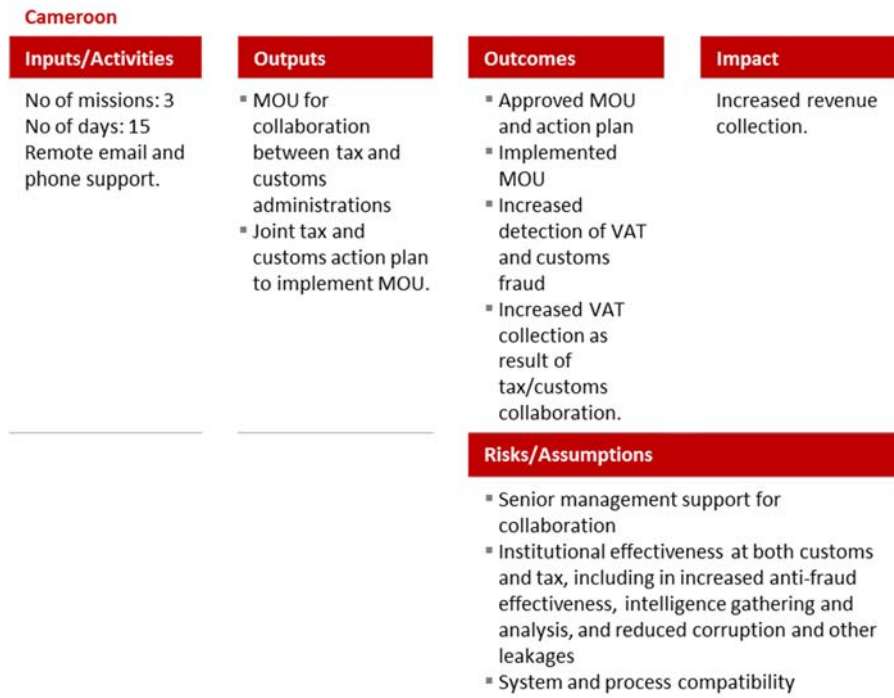 Cameroon
Inputs/Activities
No of missions: 3
No of days: 15
Remote email and
phone support.
Outputs
▪ MOU for
collaboration
between tax and
customs
administrations
▪ Joint tax and
customs action plan
to implement MOU.
Outcomes
▪ Approved MOU
and action plan
▪ Implemented
MOU
▪ Increased
detection of VAT
and customs
fraud
▪ Increased VAT
collection as
result of
tax/customs
collaboration.
Impact
Increased revenue
collection.
Risks/Assumptions
▪ Senior management support for
collaboration
▪ Institutional effectiveness at both customs
and tax, including in increased anti-fraud
effectiveness, intelligence gathering and
analysis, and reduced corruption and other
leakages
▪ System and process compatibility